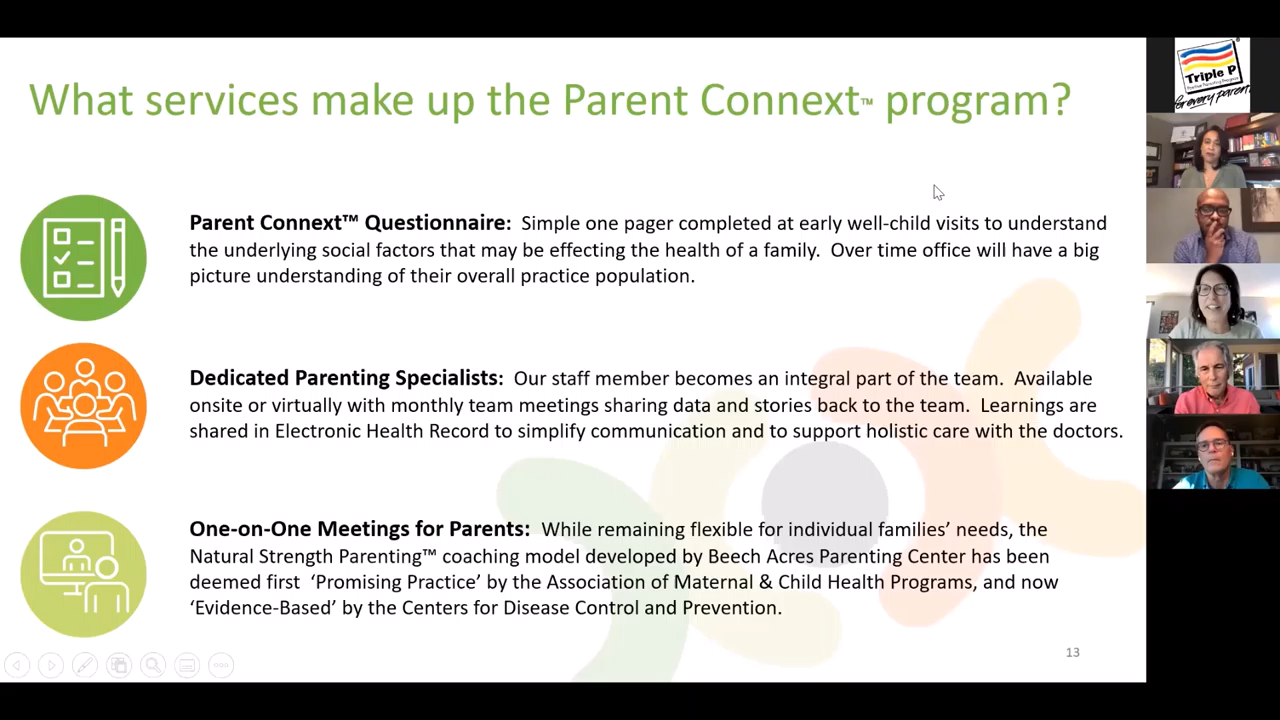 What services make up the Parent Connext™ program?
Parent Connext™ Questionnaire: Simple one pager completed at early well-child visits to understand
the underlying social factors that may be effecting the health of a family. Over time office will have a big
picture understanding of their overall practice population.
Dedicated Parenting Specialists: Our staff member becomes an integral part of the team. Available
onsite or virtually with monthly team meetings sharing data and stories back to the team. Learnings are
shared in Electronic Health Record to simplify communication and to support holistic care with the doctors.
One-on-One Meetings for Parents: While remaining flexible for individual families’ needs, the
Natural Strength Parenting™ coaching model developed by Beech Acres Parenting Center has been
deemed first ‘Promising Practice’ by the Association of Maternal & Child Health Programs, and now
‘Evidence-Based’ by the Centers for Disease Control and Prevention.
13
Triple P
Positive Parenting Program
for every parent